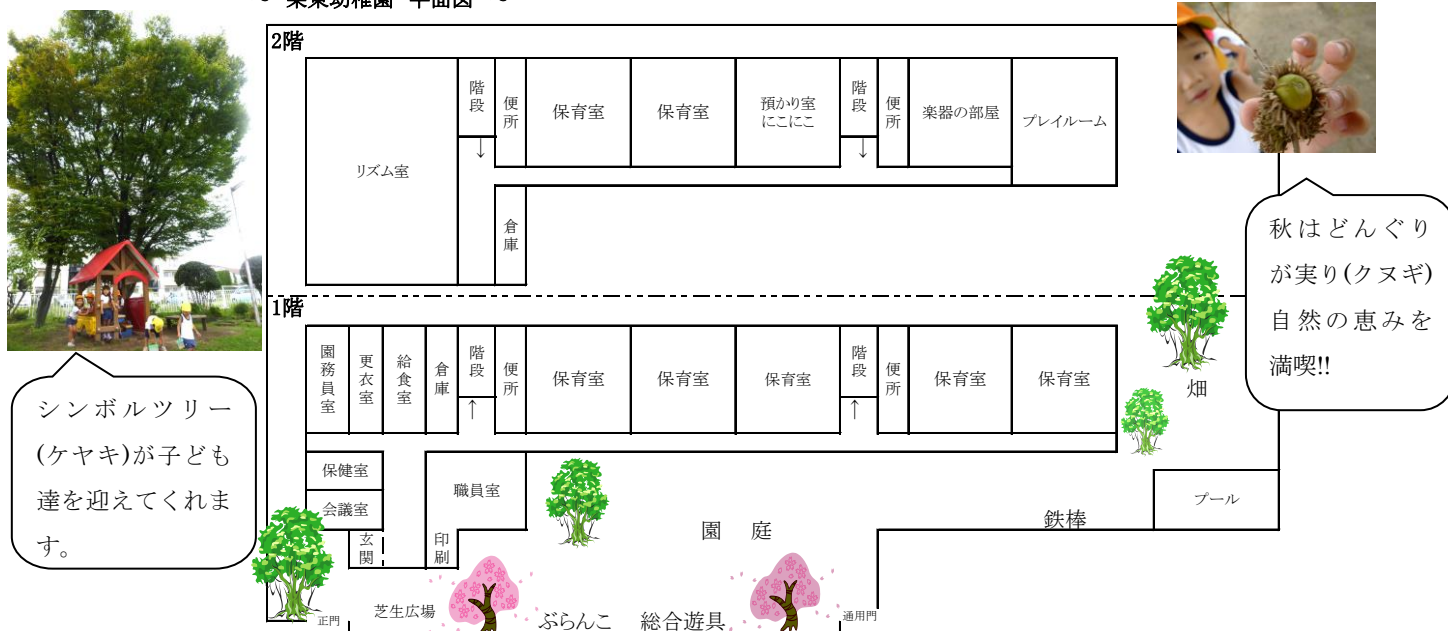 栗東幼稚園 平面図
2階
階段
便所
保育室
保育室
預かり室
にこにこ
階段
便所
楽器の部屋
プレイルーム
リズム室
↓
↓
倉庫
秋はどんぐり
が実り(クヌギ)
自然の恵みを
満喫!!
1階
園務員室
更衣室
給食室
倉庫
階段
便所
保育室
保育室
保育室
階段
便所
保育室
保育室
↑
↑
畑
シンボルツリー
(ケヤキ)が子ども
達を迎えてくれま
す。
保健室
会議室
職員室
プール
鉄棒
園 庭
玄関
印刷
正門
芝生広場
ぶらんこ
総合遊具
通用門